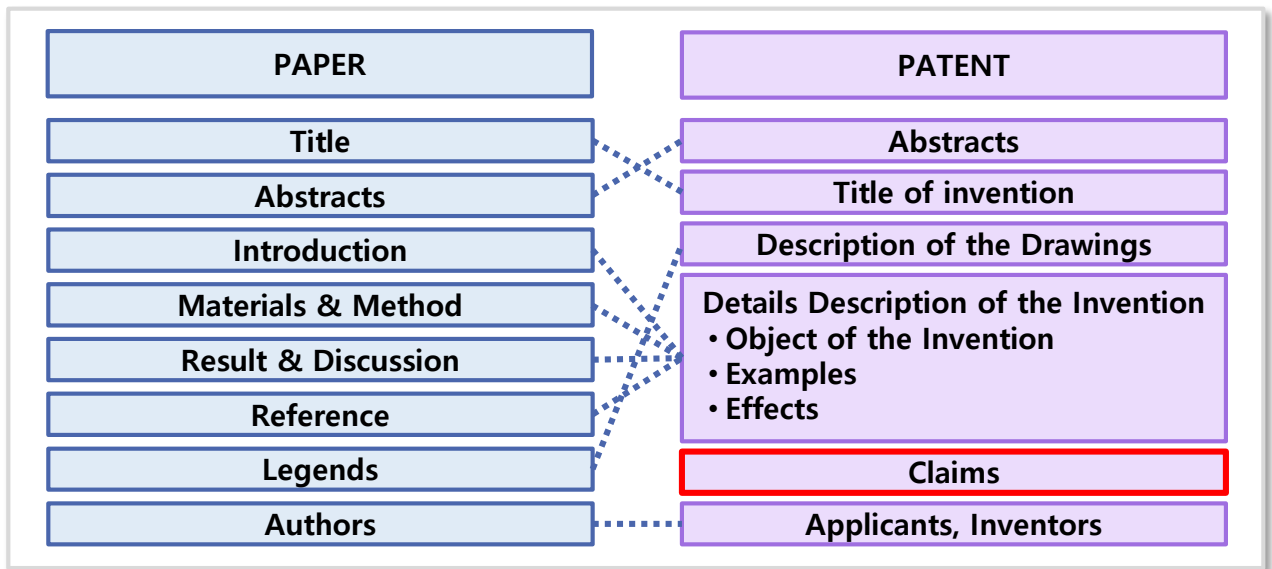 PAPER
Title
Abstracts
Introduction
Materials & Method
Result & Discussion
Reference
Legends
Authors
PATENT
Abstracts
Title of invention
Description of the Drawings
Details Description of the Invention
• Object of the Invention
• Examples
• Effects
Claims
Applicants, Inventors